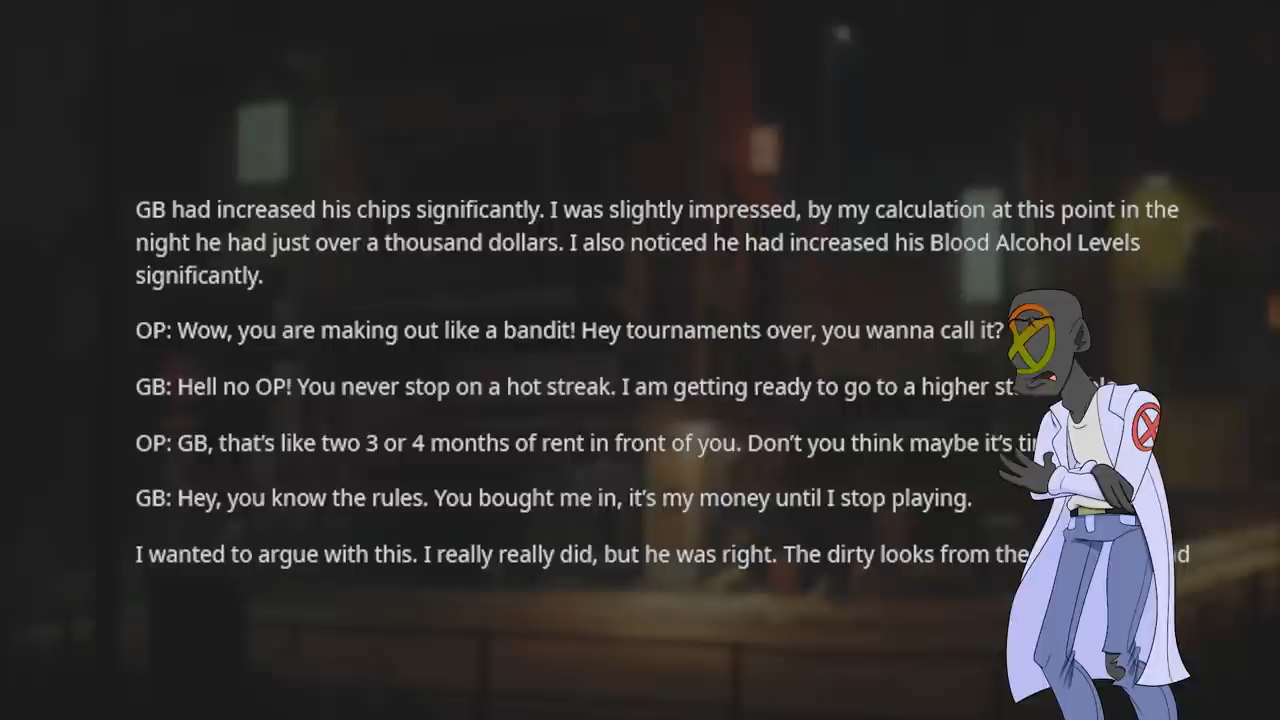 GB had increased his chips significantly. I was slightly impressed, by my calculation at this point in the
night he had just over a thousand dollars. I also noticed he had increased his Blood Alcohol Levels
significantly.
OP: Wow, you are making out like a bandit! Hey tournaments over, you wanna call it?
GB: Hell no OP! You never stop on a hot streak. I am getting ready to go to a higher
OP: GB, that's like two 3 or 4 months of rent in front of you. Don't you think maybe it's
GB: Hey, you know the rules. You bought me in, it's my money until I stop playing.
I wanted to argue with this. I really really did, but he was right. The dirty looks from the